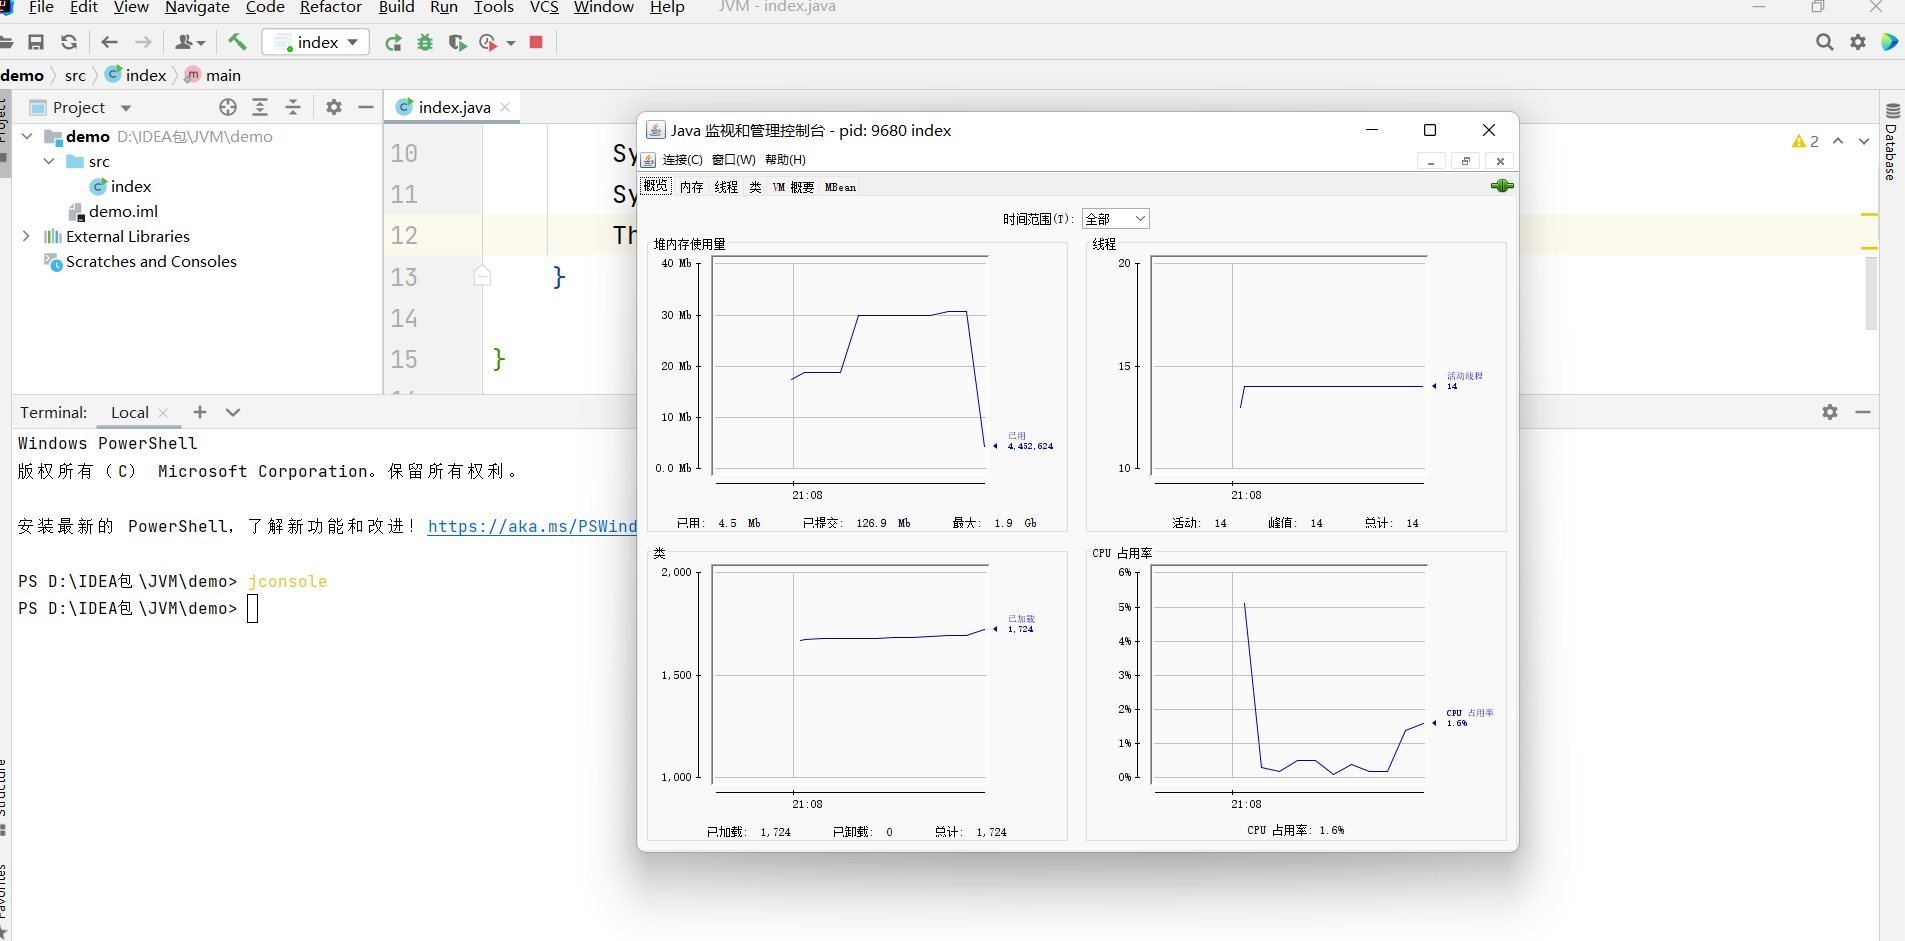 File Edit View Navigate Code Refactor Build Run Tools VCS Window Help JVM - index.java
index
demo src index main
Project
index.java
demo D:\IDEA包\JVM\demo
src
index
demo.iml
External Libraries
Scratches and Consoles
10 Sy
11 Sy
12 Th
13 }
14
15 }
2
Database
Terminal: Local
Windows PowerShell
版权所有（C） Microsoft Corporation。保留所有权利。
安装最新的 PowerShell，了解新功能和改进！https://aka.ms/PSWind
PS D:\IDEA包\JVM\demo> jconsole
PS D:\IDEA包\JVM\demo>
Java 监视和管理控制台 - pid: 9680 index
连接(C) 窗口(W) 帮助(H)
概览 内存 线程 类 VM 概要 MBean
时间范围(T): 全部
堆内存使用量
40 Mb
30 Mb
20 Mb
10 Mb
0.0 Mb
已用
4,452,624
21:08
已用: 4.5 Mb 已提交: 126.9 Mb 最大: 1.9 Gb
线程
20
15
10
活动线程
14
21:08
活动: 14 峰值: 14 总计: 14
类
2,000
1,500
1,000
已加载
1,724
21:08
已加载: 1,724 已卸载: 0 总计: 1,724
CPU 占用率
6%
5%
4%
3%
2%
1%
0%
CPU 占用率
1.6%
21:08
CPU 占用率: 1.6%
Project
Structure
Favorites